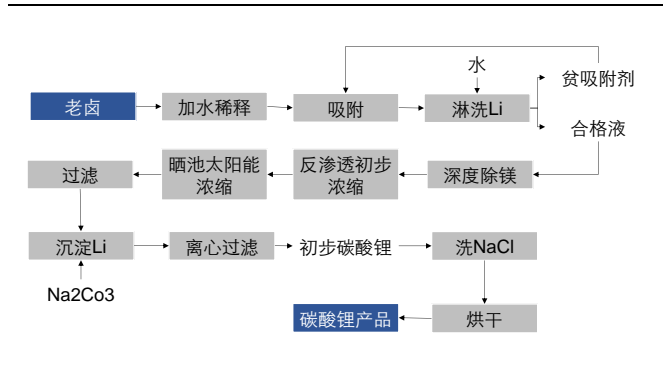 水
贫吸附剂
老卤
加水稀释
吸附
淋洗Li
合格液
过滤
晒池太阳能
浓缩
反渗透初步
浓缩
深度除镁
沉淀Li
离心过滤
初步碳酸锂
洗NaCl
Na2Co3
碳酸锂产品
烘干